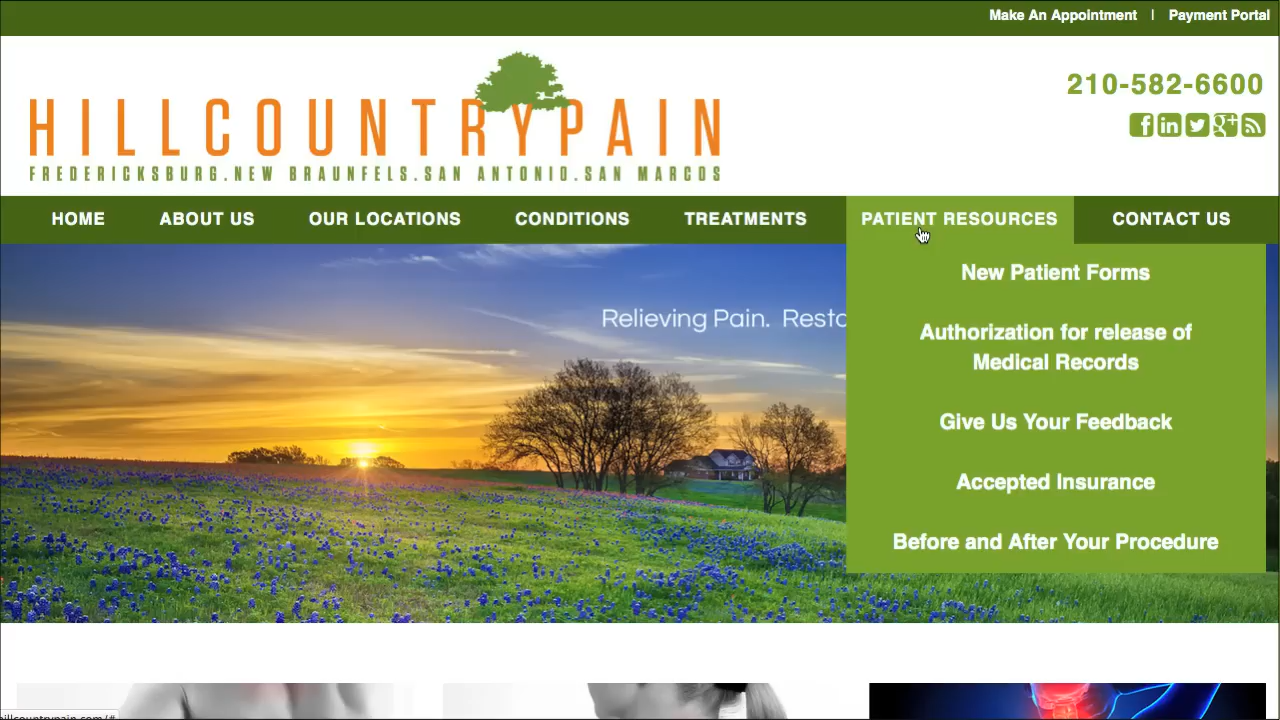 Make An Appointment | Payment Portal
HILLCOUNTRYPAIN
FREDERICKSBURG.NEW BRAUNFELS.SAN ANTONIO.SAN MARCOS
210-582-6600
HOME ABOUT US OUR LOCATIONS CONDITIONS TREATMENTS PATIENT RESOURCES CONTACT US
New Patient Forms
Relieving Pain. Resto
Authorization for release of
Medical Records
Give Us Your Feedback
Accepted Insurance
Before and After Your Procedure
hillcountrypain.com/#